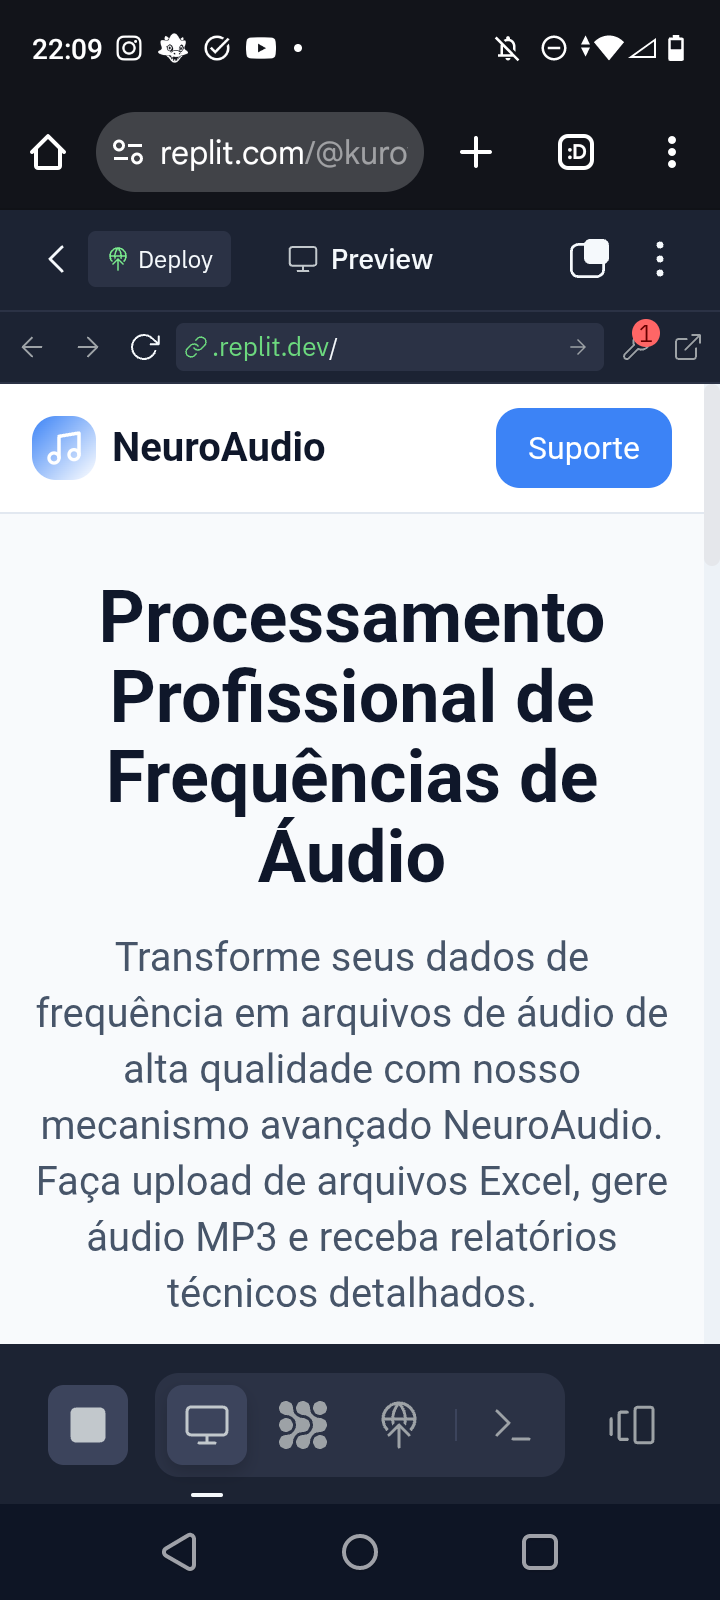 22:09
replit.com/@kuro
:D
Deploy
Preview
.replit.dev/
1
NeuroAudio
Suporte
Processamento
Profissional de
Frequências de
Áudio
Transforme seus dados de
frequência em arquivos de áudio de
alta qualidade com nosso
mecanismo avançado NeuroAudio.
Faça upload de arquivos Excel, gere
áudio MP3 e receba relatórios
técnicos detalhados.